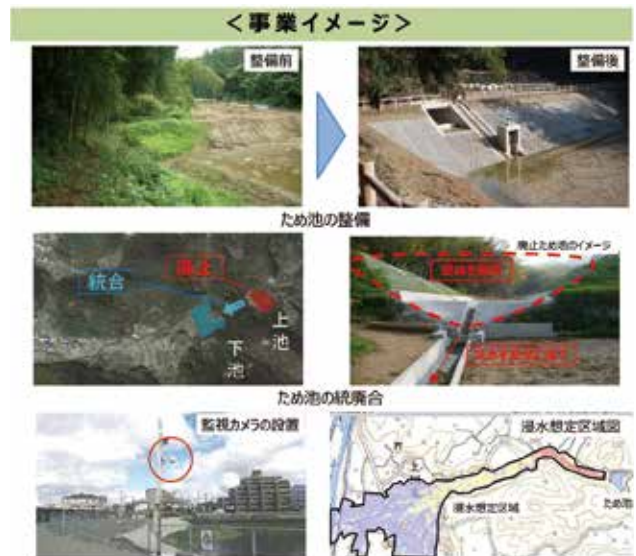 ＜事業イメージ＞
整備前
整備後
ため池の整備
統合
廃止
上池
下池
廃止ため池のイメージ
ため池の統廃合
監視カメラの設置
浸水想定区域図
浸水想定区域
ため池